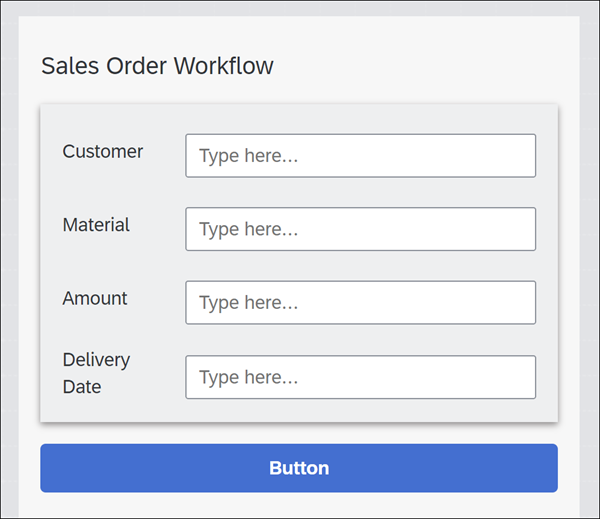 Sales Order Workflow
Customer
Type here...
Material
Type here...
Amount
Type here...
Delivery
Date
Type here...
Button